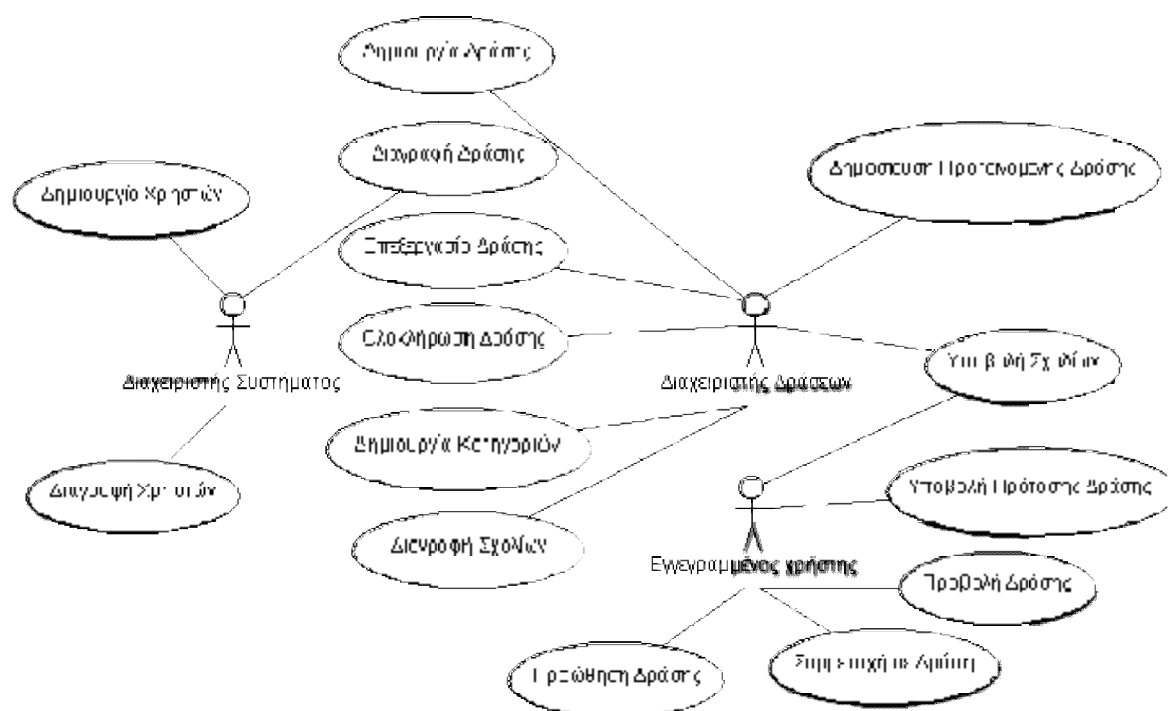 Δημιουργία Δράσης
Διαγραφή Δράσης
Δημοσίευση Προτεινόμενης Δράσης
Δημιουργία Χρηστών
Επεξεργασία Δράσης
Ολοκλήρωση Δράσης
Υποβολή Σχολίων
Διαχειριστής Συστήματος
Διαχειριστής Δράσεων
Δημιουργία Κατηγοριών
Διαγραφή Χρηστών
Υποβολή Πρότασης Δράσης
Διαγραφή Σχολίων
Εγγεγραμμένος χρήστης
Προβολή Δράσης
Συμμετοχή σε Δράση
Προώθηση Δράσης